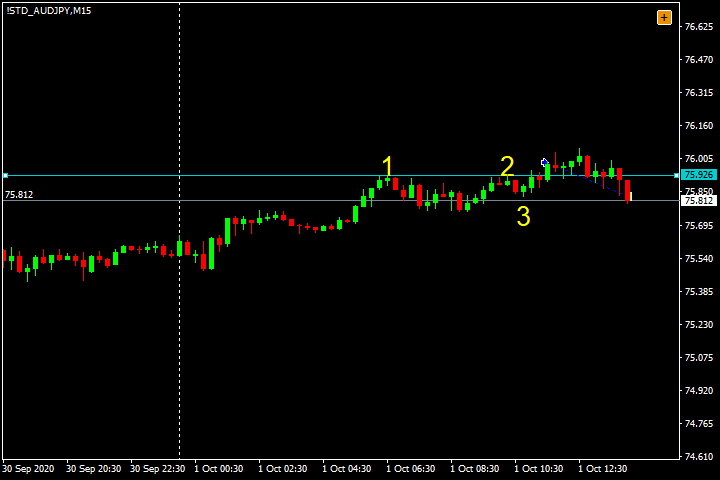 !STD_AUDJPY,M15
+
76.625
76.470
76.315
76.160
76.005
75.926
75.850
75.812
75.812
75.695
75.540
75.385
75.230
75.075
74.920
74.765
74.610
1
2
3
30 Sep 2020
30 Sep 20:30
30 Sep 22:30
1 Oct 00:30
1 Oct 02:30
1 Oct 04:30
1 Oct 06:30
1 Oct 08:30
1 Oct 10:30
1 Oct 12:30